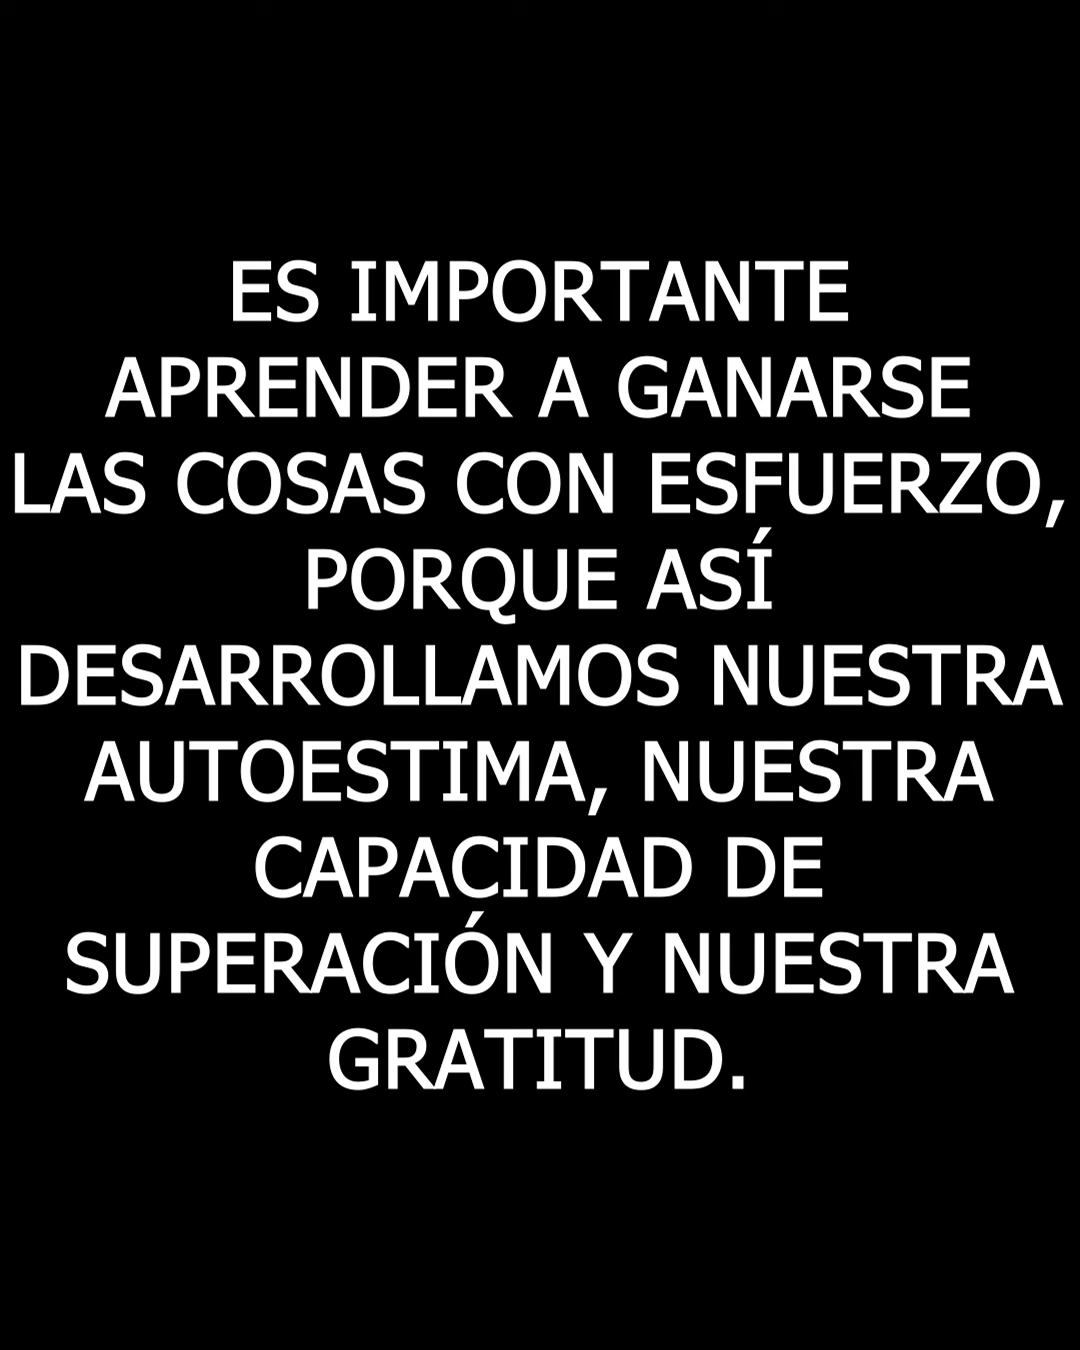 ES IMPORTANTE
APRENDER A GANARSE
LAS COSAS CON ESFUERZO,
PORQUE ASÍ
DESARROLLAMOS NUESTRA
AUTOESTIMA, NUESTRA
CAPACIDAD DE
SUPERACIÓN Y NUESTRA
GRATITUD.